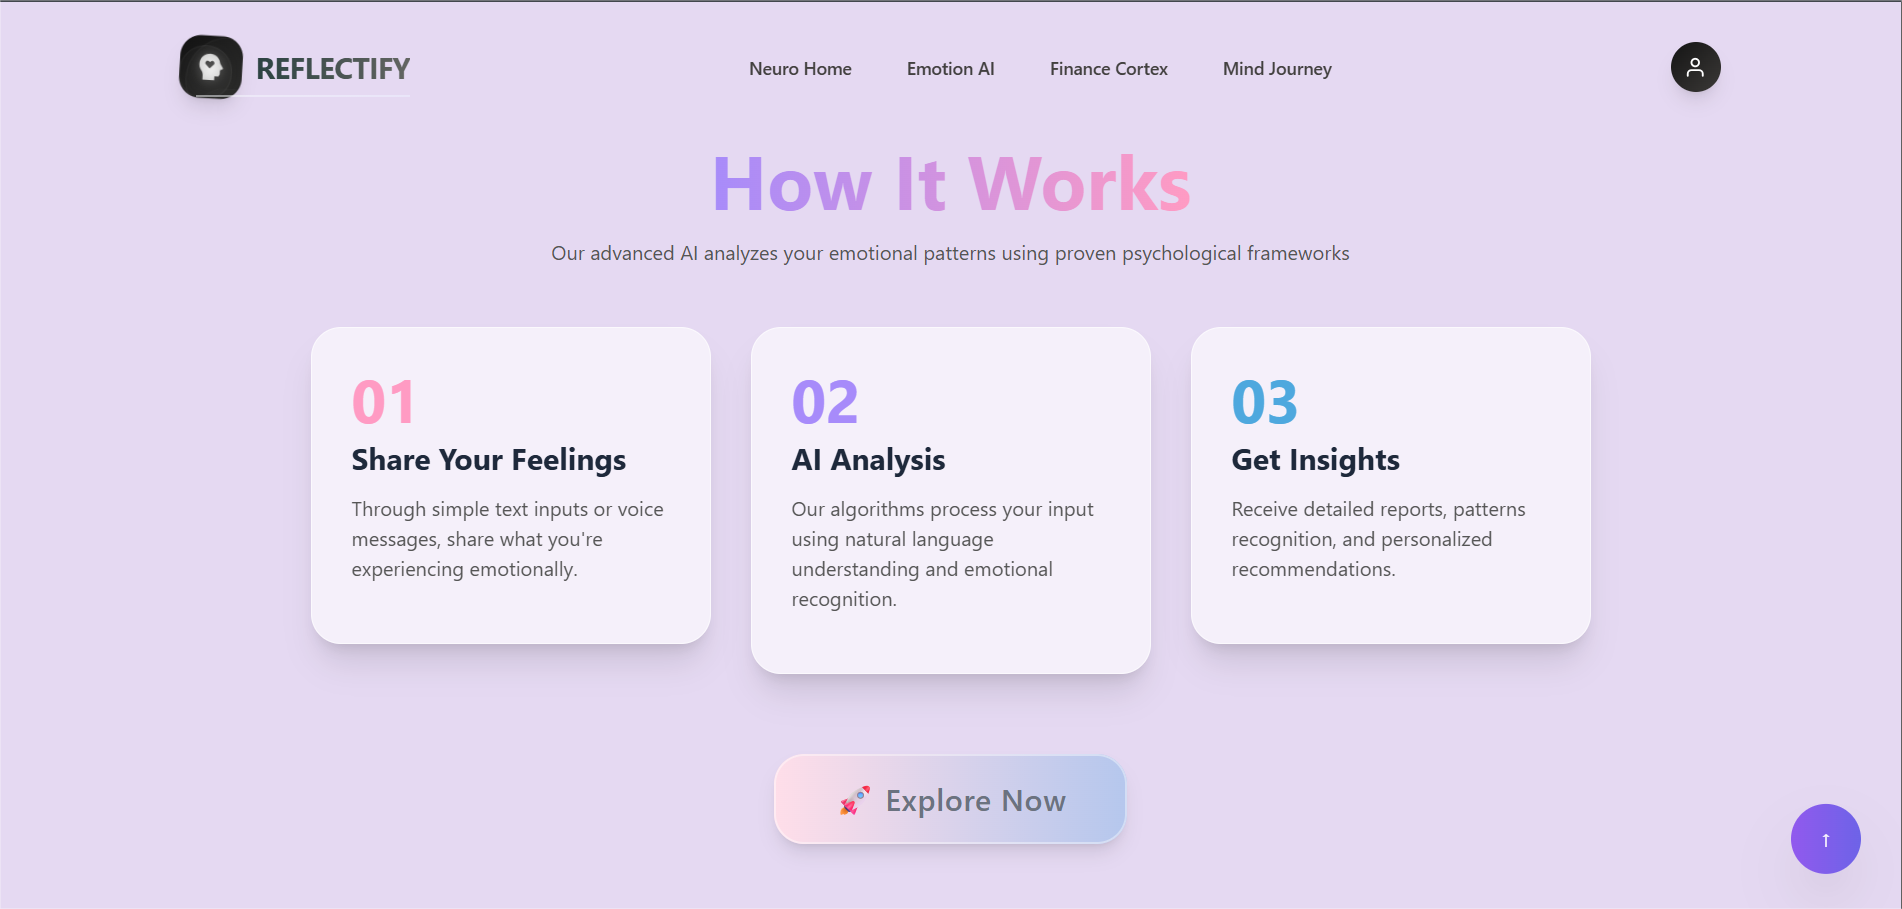 REFLECTIFY
Neuro Home
Emotion AI
Finance Cortex
Mind Journey
How It Works
Our advanced AI analyzes your emotional patterns using proven psychological frameworks
01
Share Your Feelings
Through simple text inputs or voice
messages, share what you're
experiencing emotionally.
02
AI Analysis
Our algorithms process your input
using natural language
understanding and emotional
recognition.
03
Get Insights
Receive detailed reports, patterns
recognition, and personalized
recommendations.
🚀 Explore Now
↑